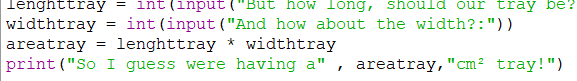 lenghttray = int(input("But how long, should our tray be?
widthtray = int(input("And how about the width?:"))
areatray = lenghttray * widthtray
print("So I guess were having a" , areatray,"cm² tray!")